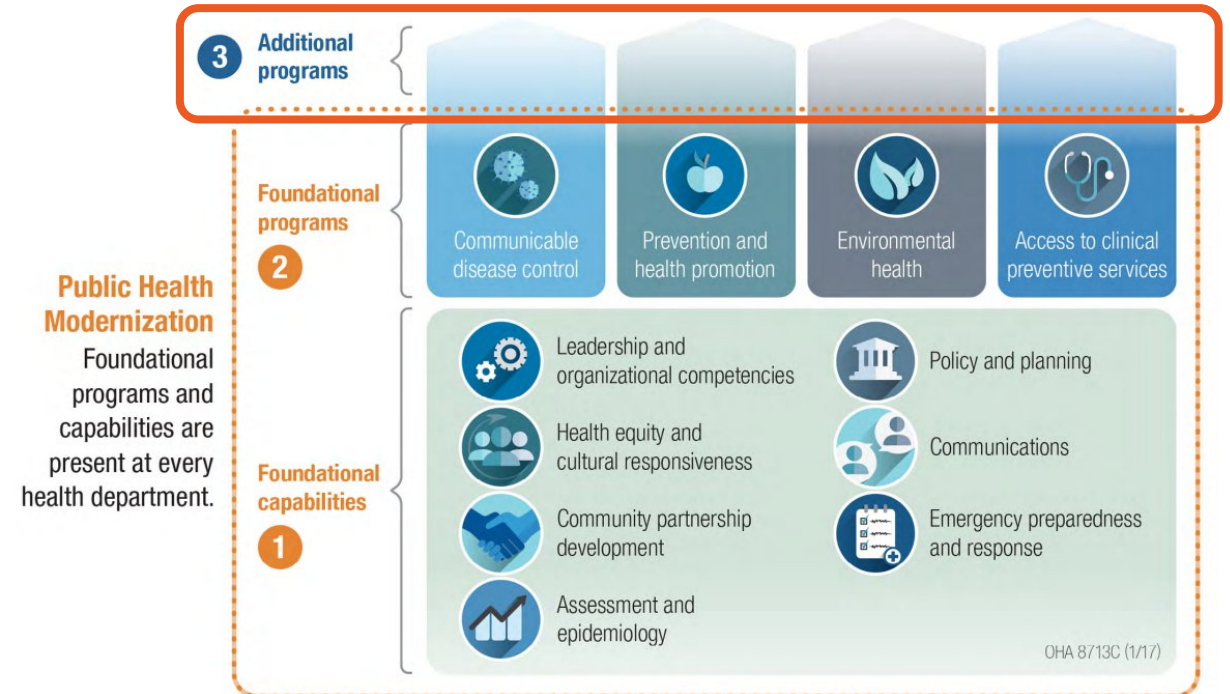 3
Additional
programs
Foundational
programs
2
Communicable
disease control
Prevention and
health promotion
Environmental
health
Access to clinical
preventive services
Public Health
Modernization
Foundational
programs and
capabilities are
present at every
health department.
Foundational
capabilities
1
Leadership and
organizational competencies
Health equity and
cultural responsiveness
Community partnership
development
Assessment and
epidemiology
Policy and planning
Communications
Emergency preparedness
and response
OHA 8713C (1/17)